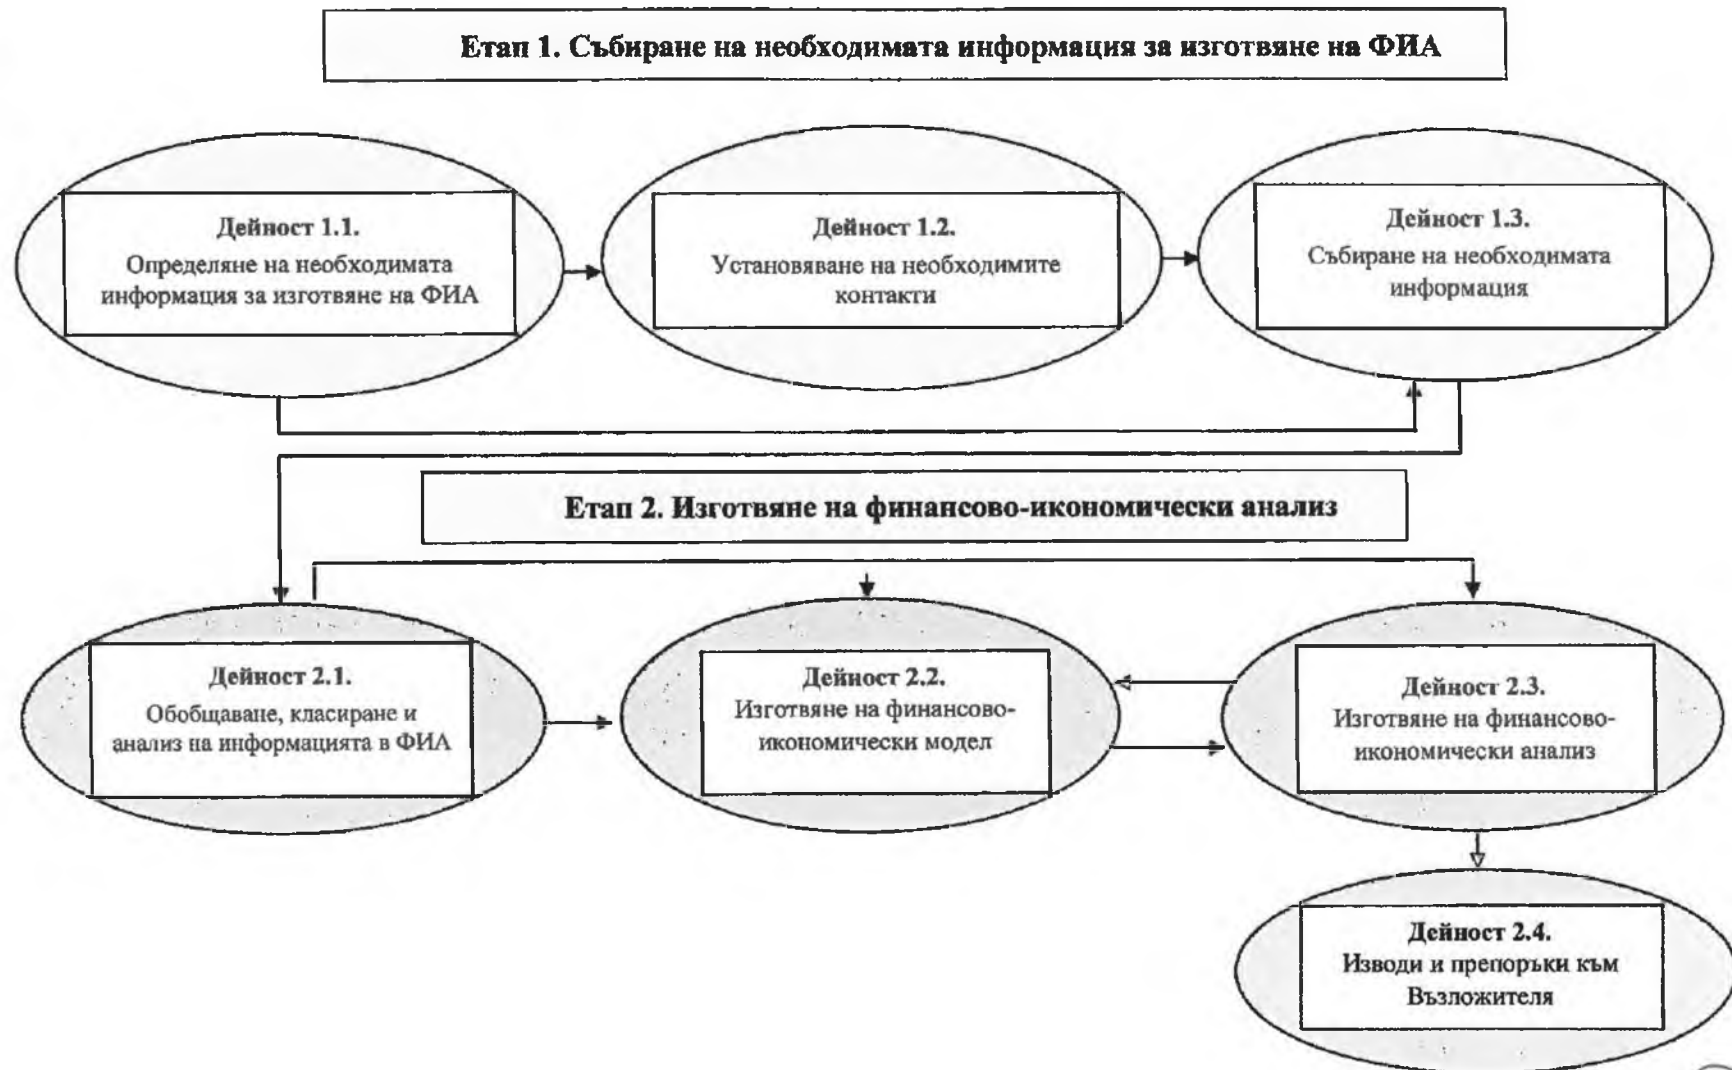 Етап 1. Събиране на необходимата информация за изготвяне на ФИА
Дейност 1.1.
Определяне на необходимата
информация за изготвяне на ФИА
Дейност 1.2.
Установяване на необходимите
контакти
Дейност 1.3.
Събиране на необходимата
информация
Етап 2. Изготвяне на финансово-икономически анализ
Дейност 2.1.
Обобщаване, класиране и
анализ на информацията в ФИА
Дейност 2.2.
Изготвяне на финансово-
икономически модел
Дейност 2.3.
Изготвяне на финансово-
икономически анализ
Дейност 2.4.
Изводи и препоръки към
Възложителя